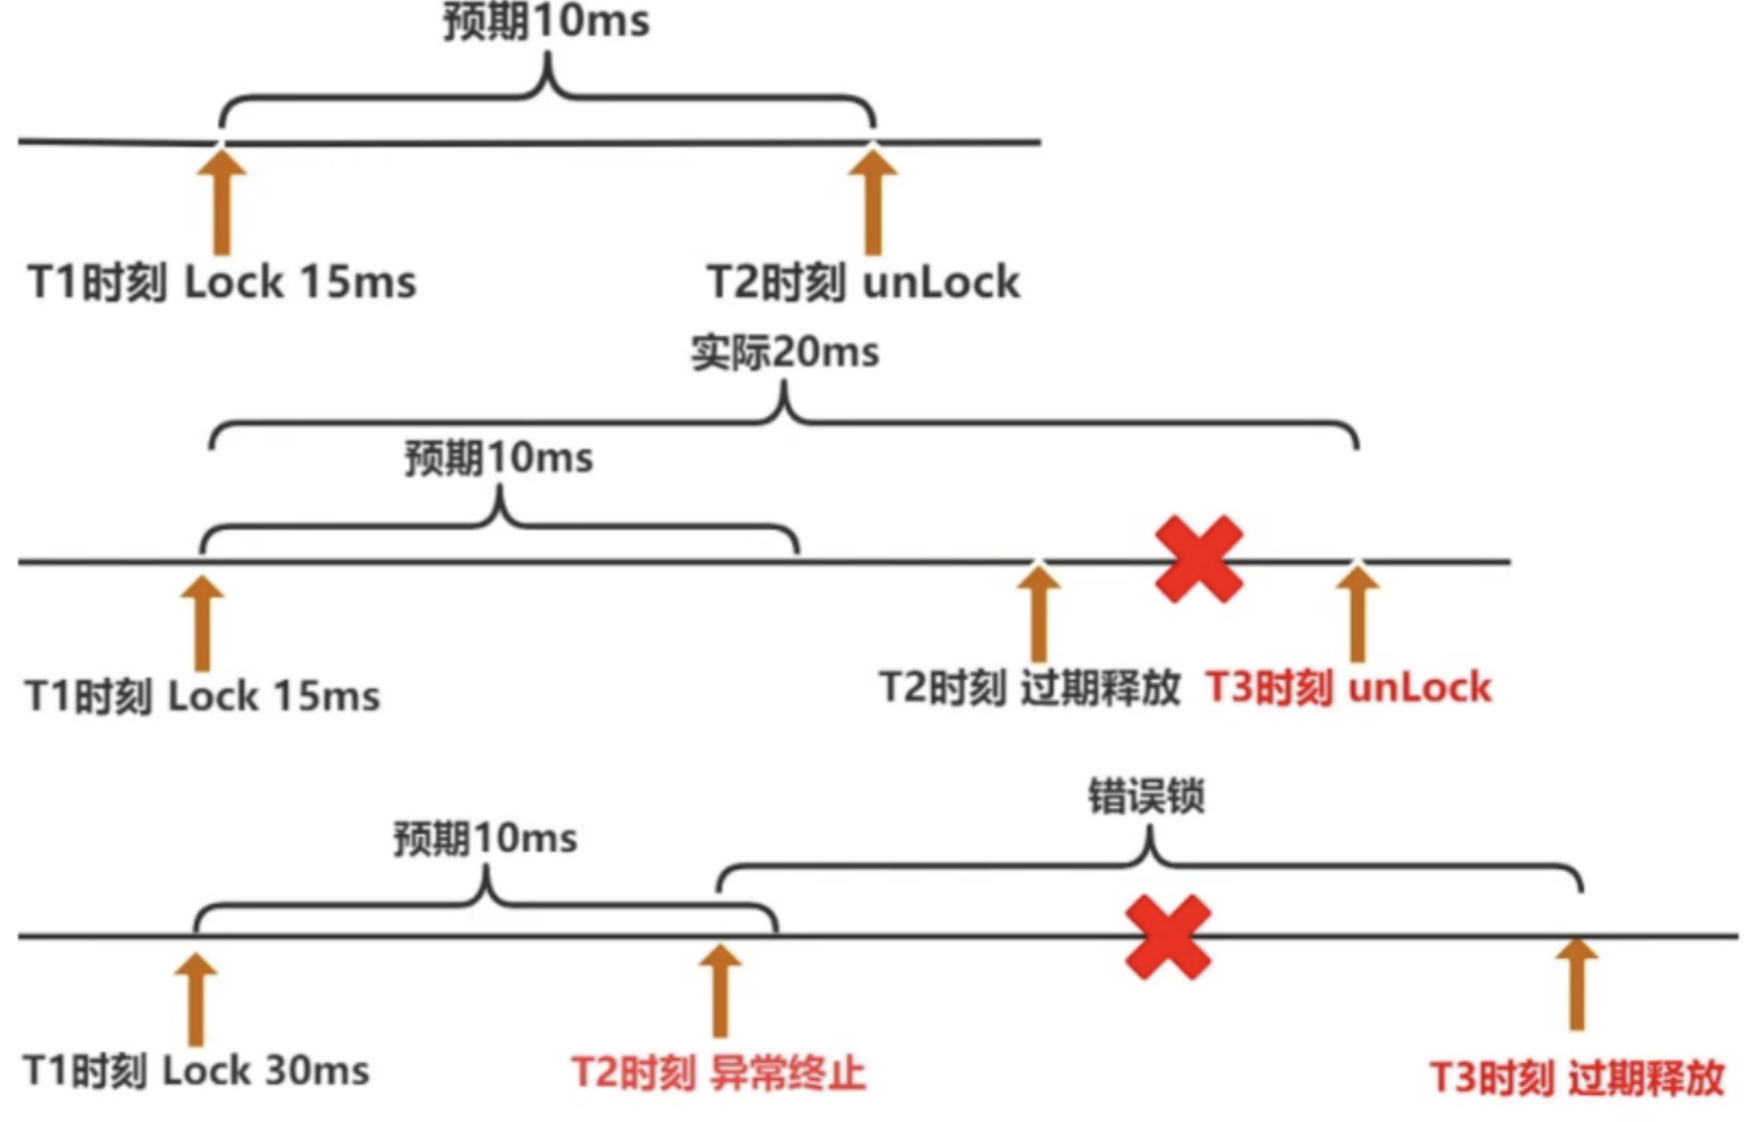 预期10ms
T1时刻 Lock 15ms
T2时刻 unLock
实际20ms
预期10ms
T1时刻 Lock 15ms
T2时刻 过期释放
T3时刻 unLock
错误锁
预期10ms
T1时刻 Lock 30ms
T2时刻 异常终止
T3时刻 过期释放